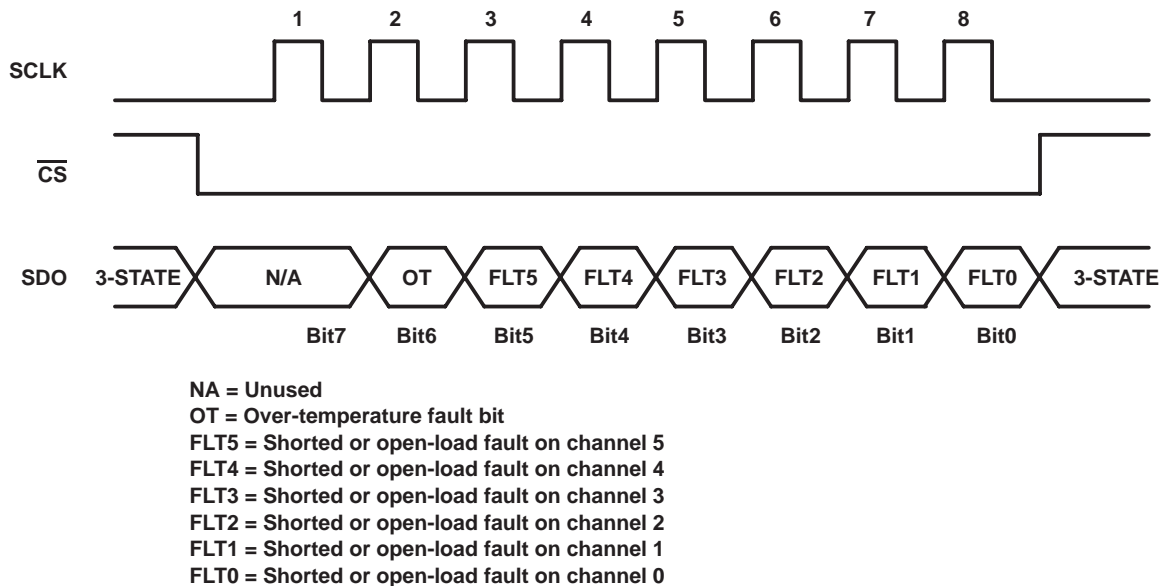 1 2 3 4 5 6 7 8
SCLK
CS
SDO 3-STATE N/A OT FLT5 FLT4 FLT3 FLT2 FLT1 FLT0 3-STATE
Bit7 Bit6 Bit5 Bit4 Bit3 Bit2 Bit1 Bit0
NA = Unused
OT = Over-temperature fault bit
FLT5 = Shorted or open-load fault on channel 5
FLT4 = Shorted or open-load fault on channel 4
FLT3 = Shorted or open-load fault on channel 3
FLT2 = Shorted or open-load fault on channel 2
FLT1 = Shorted or open-load fault on channel 1
FLT0 = Shorted or open-load fault on channel 0